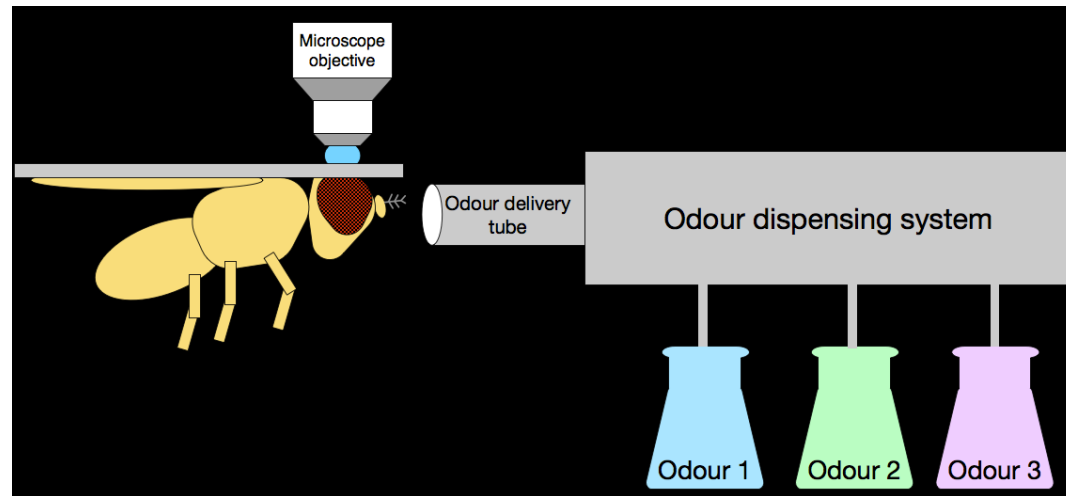 Microscope
objective
Odour delivery
tube
Odour dispensing system
Odour 1
Odour 2
Odour 3